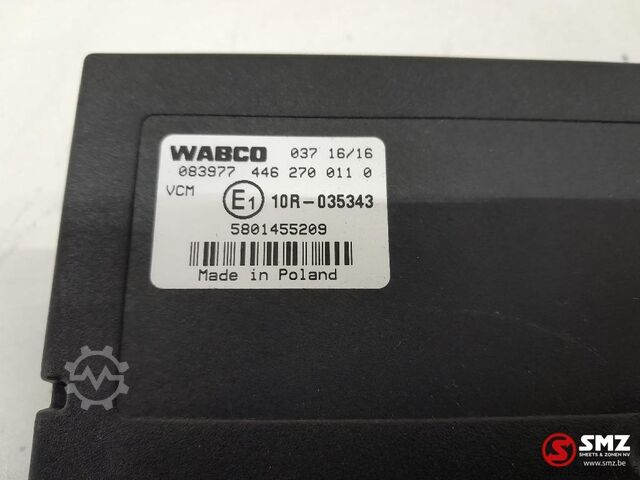 WABCO 037 16/16
083977 446 270 011 0
VCM E1 10R-035343
5801455209
Made in Poland
SMZ
SMEETS & ZONEN NV
www.smz.be